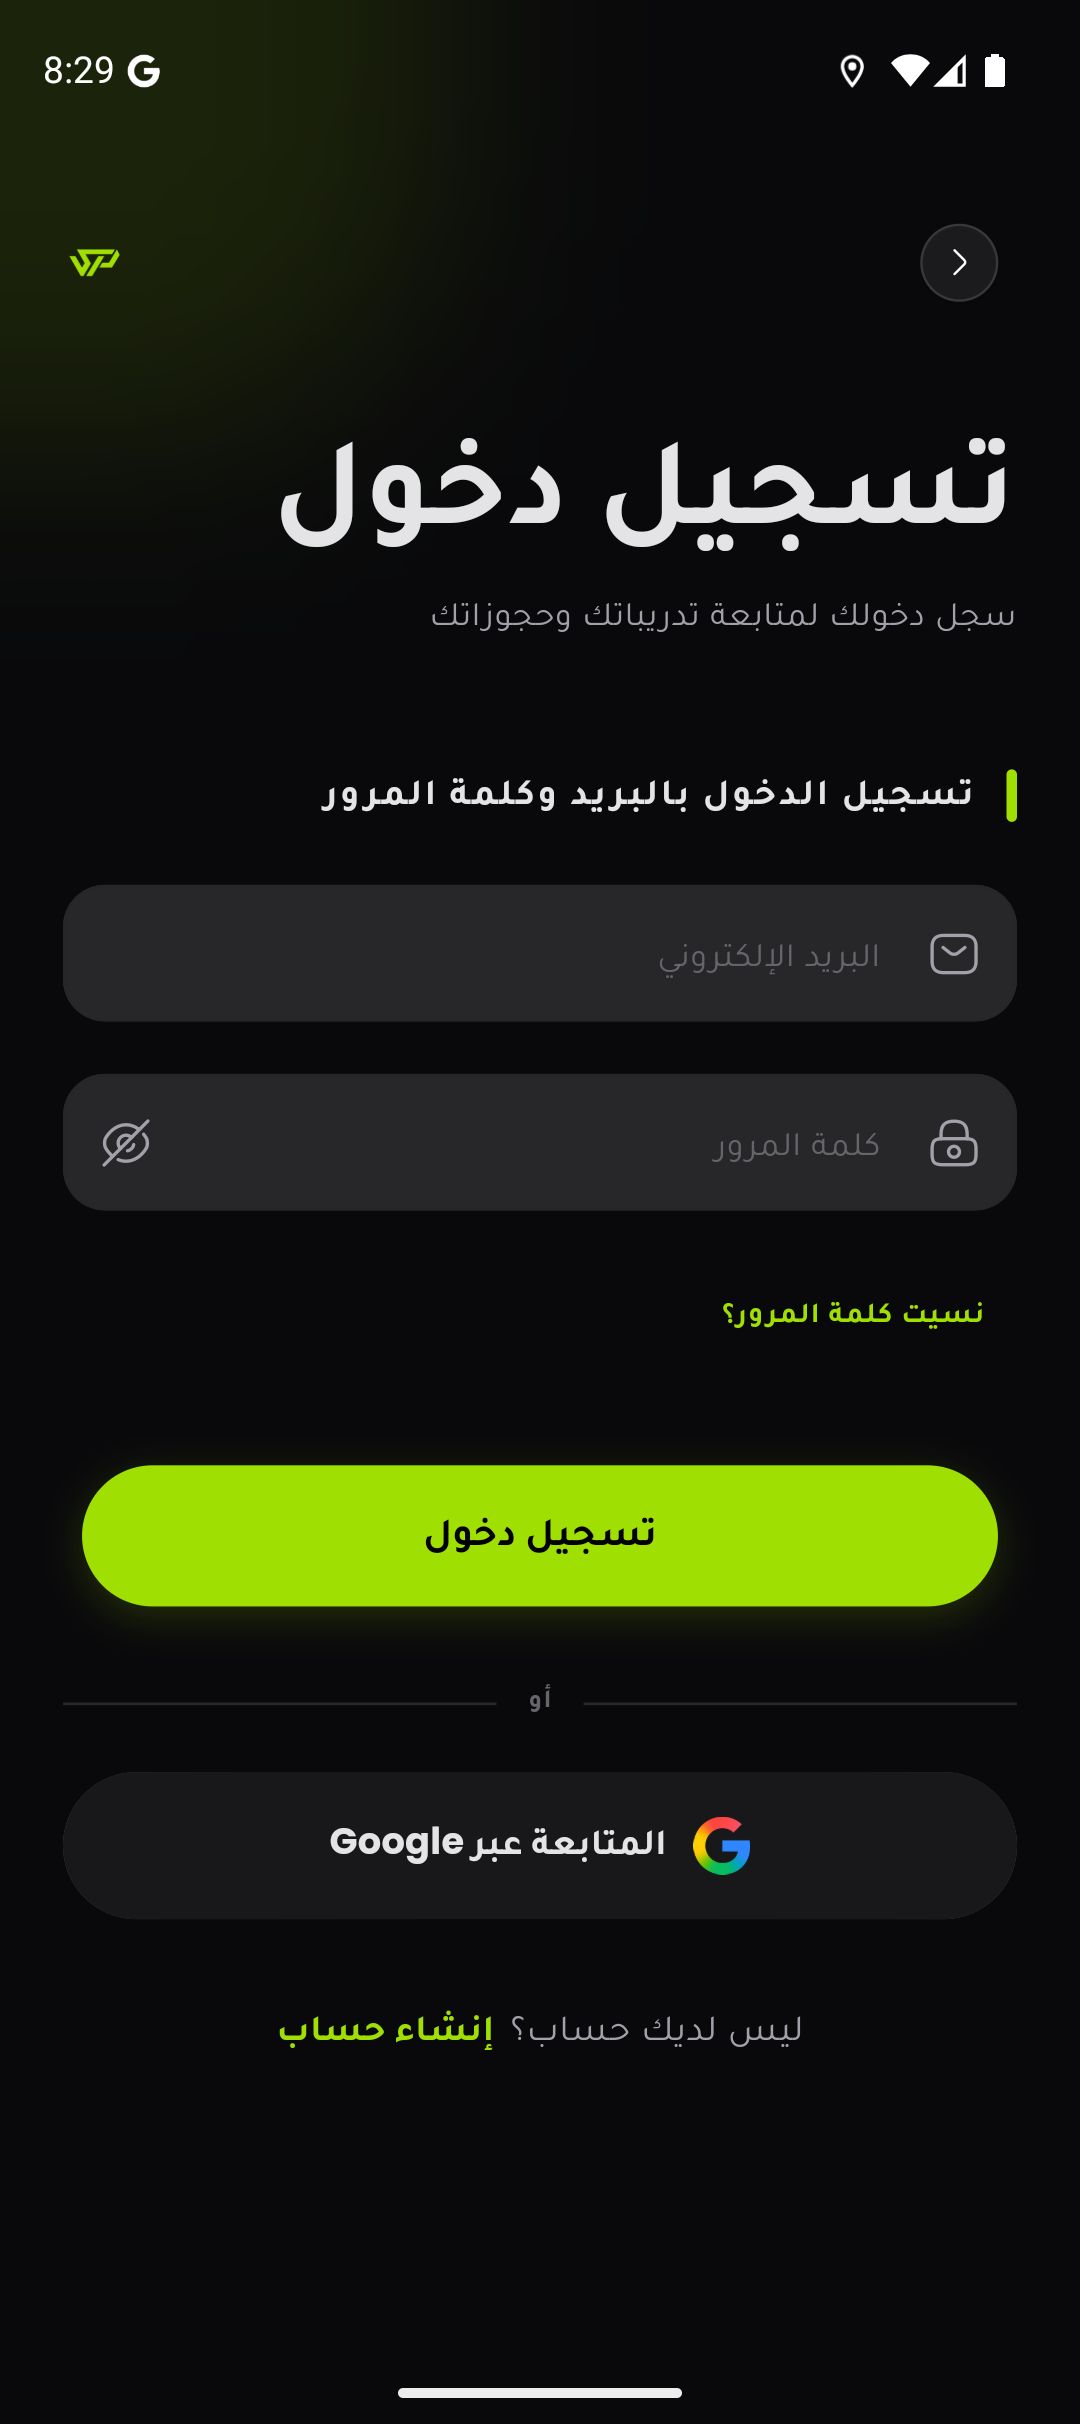 8:29
تسجيل دخول
سجل دخولك لمتابعة تدريباتك وحجوزاتك
تسجيل الدخول بالبريد وكلمة المرور
البريد الإلكتروني
كلمة المرور
نسيت كلمة المرور؟
تسجيل دخول
أو
المتابعة عبر Google
ليس لديك حساب؟ إنشاء حساب